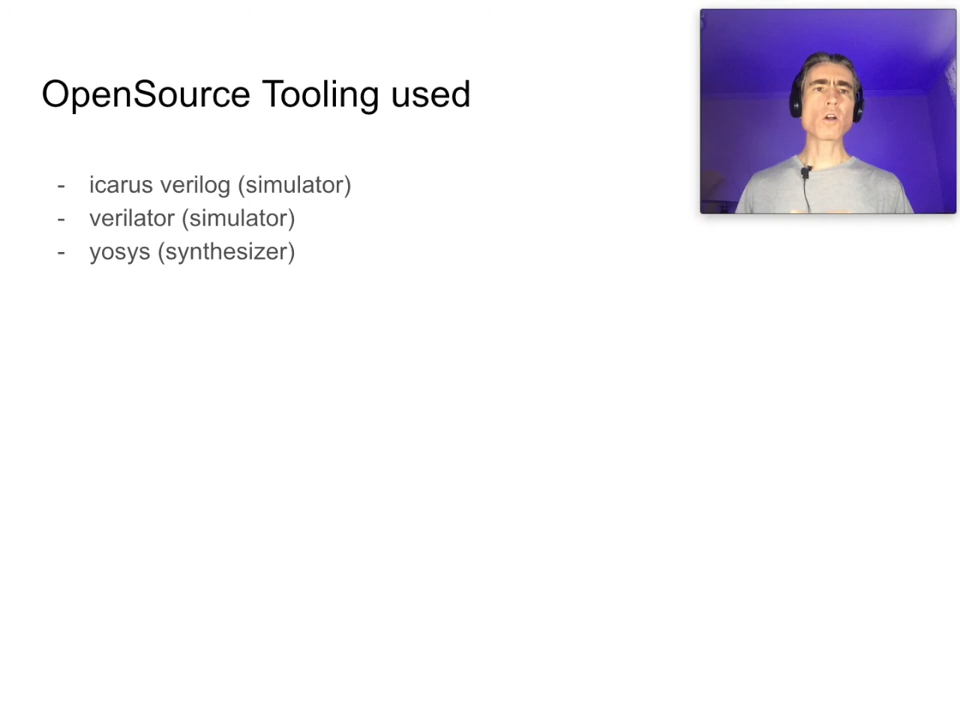 OpenSource Tooling used
- icarus verilog (simulator)
- verilator (simulator)
- yosys (synthesizer)